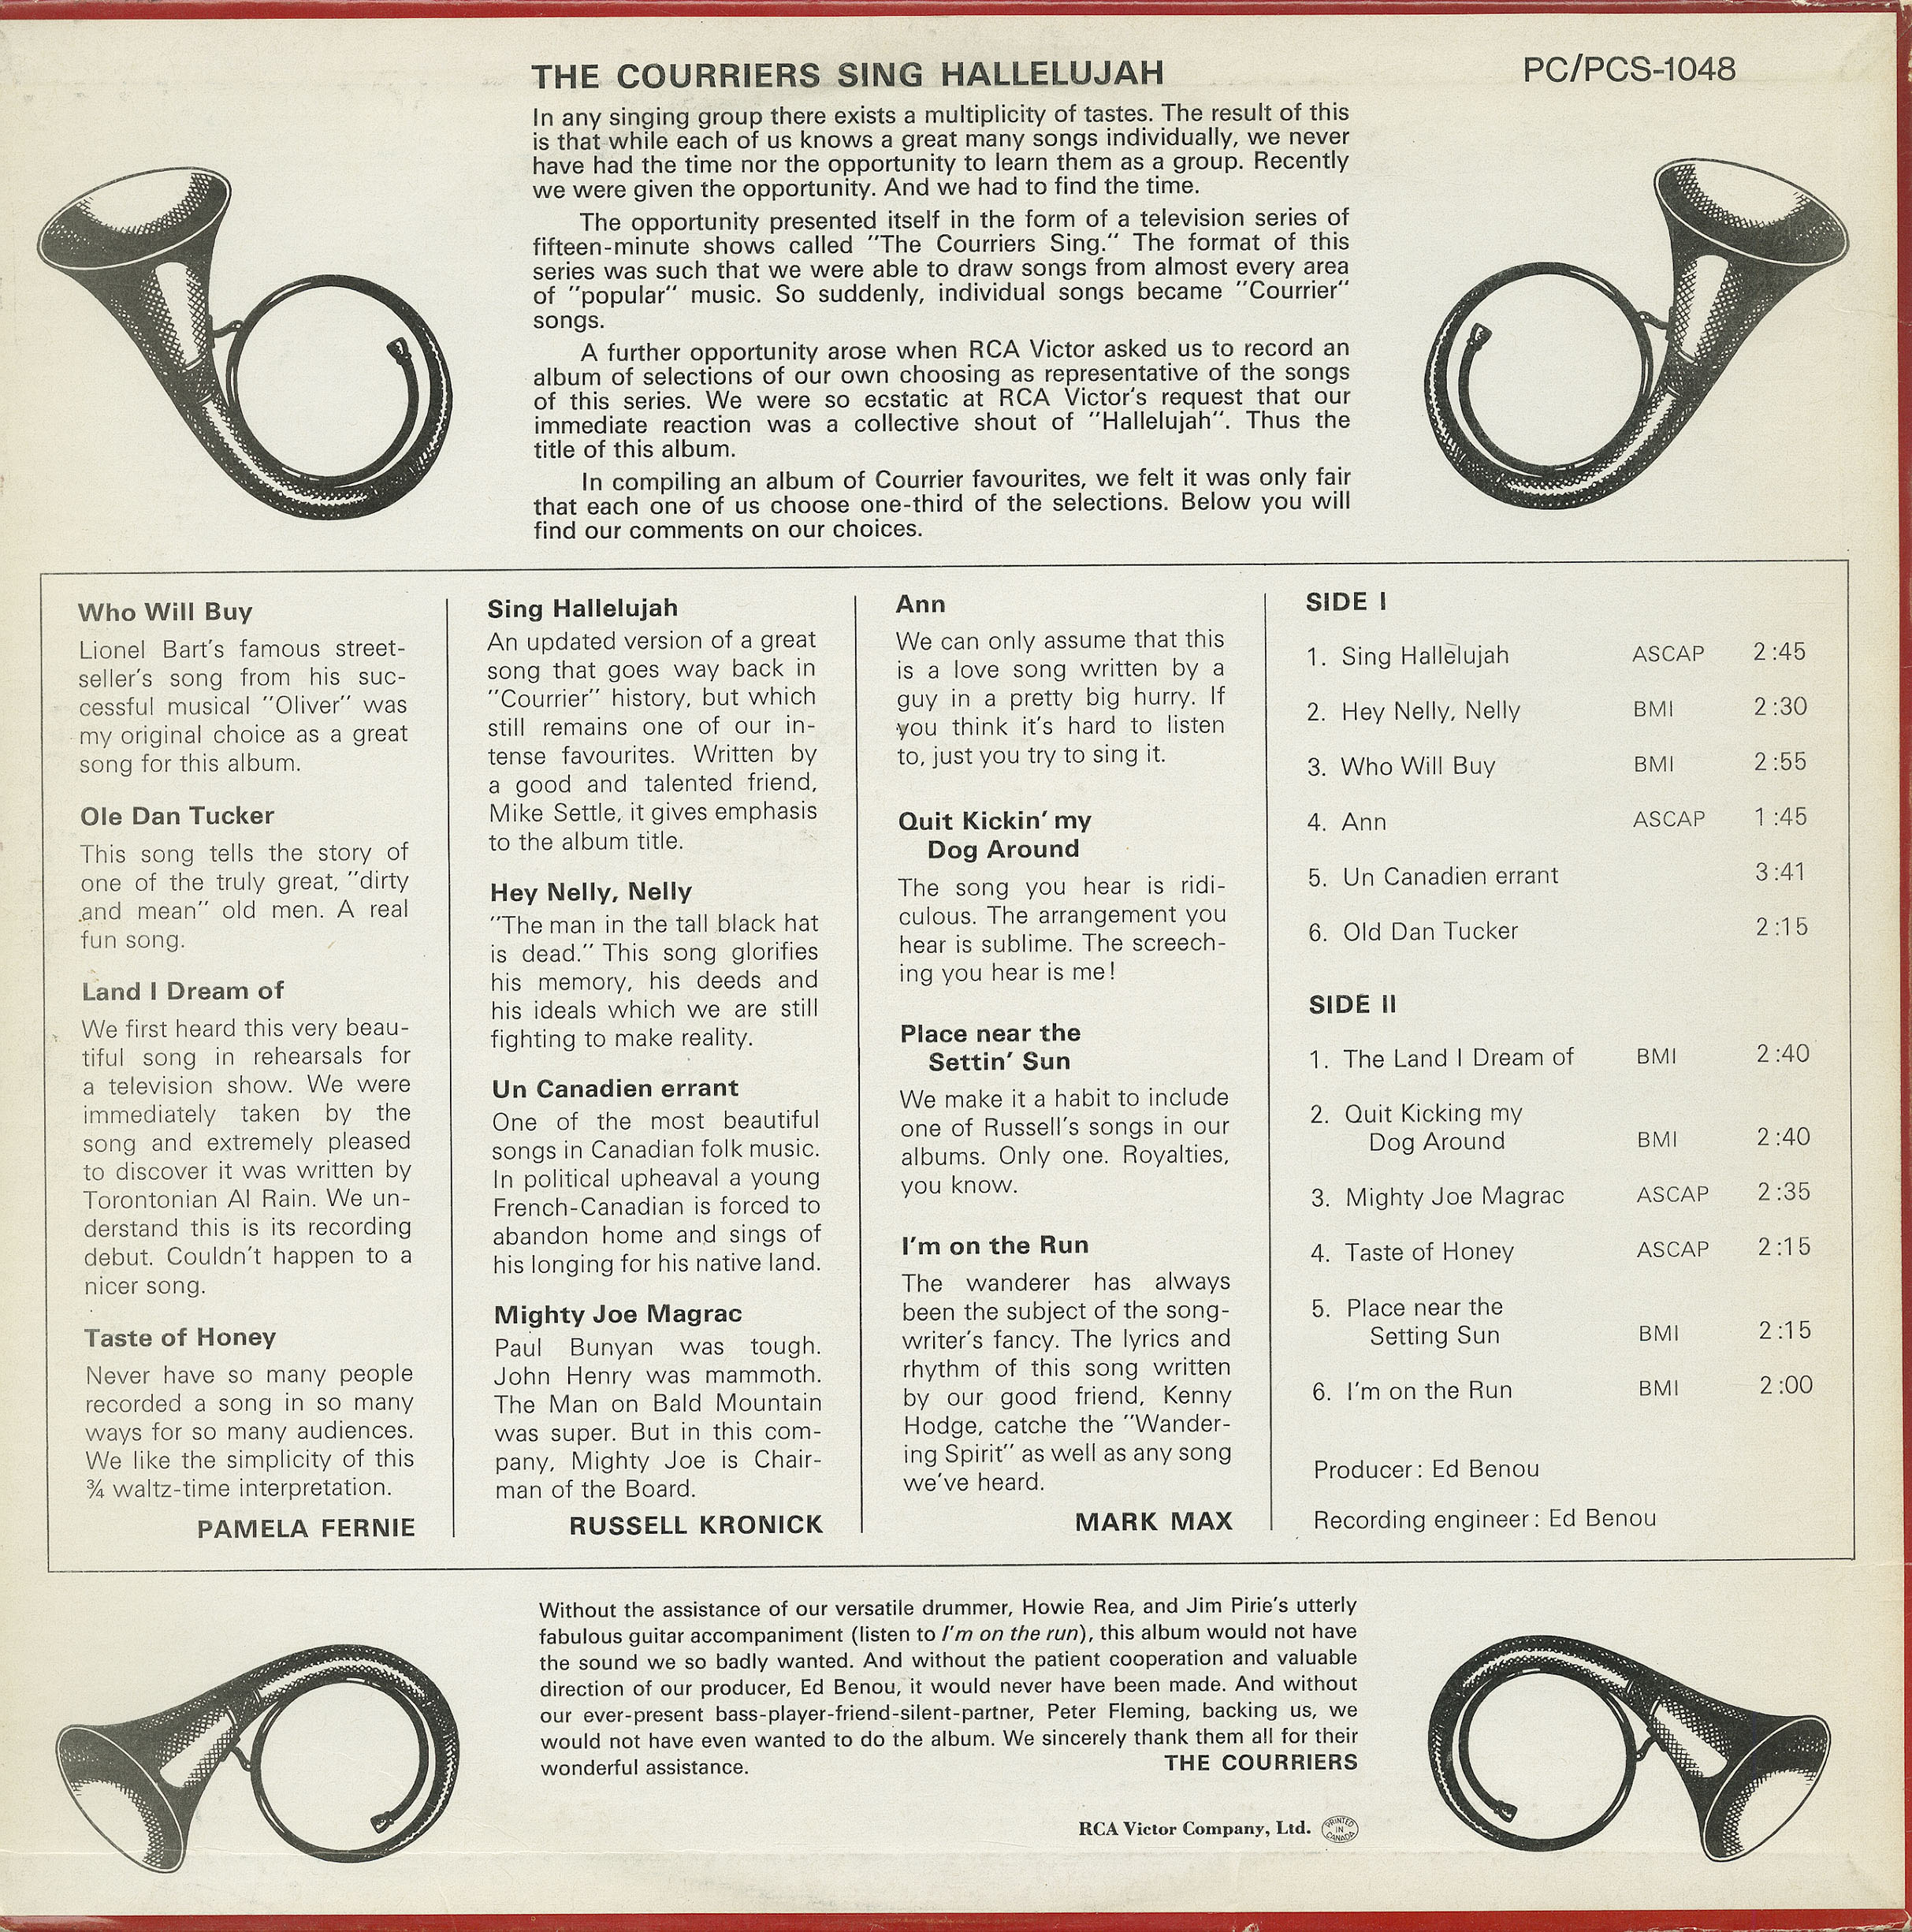 THE COURRIERS SING HALLELUJAH
PC/PCS-1048
In any singing group there exists a multiplicity of tastes. The result of this
is that while each of us knows a great many songs individually, we never
have had the time nor the opportunity to learn them as a group. Recently
we were given the opportunity. And we had to find the time.
The opportunity presented itself in the form of a television series of
fifteen-minute shows called "The Courriers Sing." The format of this
series was such that we were able to draw songs from almost every area
of "popular" music. So suddenly, individual songs became "Courrier"
songs.
A further opportunity arose when RCA Victor asked us to record an
album of selections of our own choosing as representative of the songs
of this series. We were so ecstatic at RCA Victor's request that our
immediate reaction was a collective shout of "Hallelujah". Thus the
title of this album.
In compiling an album of Courrier favourites, we felt it was only fair
that each one of us choose one-third of the selections. Below you will
find our comments on our choices.
Who Will Buy
Lionel Bart's famous street-
seller's song from his suc-
cessful musical "Oliver" was
my original choice as a great
song for this album.
Ole Dan Tucker
This song tells the story of
one of the truly great, "dirty
and mean" old men. A real
fun song.
Land I Dream of
We first heard this very beau-
tiful song in rehearsals for
a television show. We were
immediately taken by the
song and extremely pleased
to discover it was written by
Torontonian Al Rain. We un-
derstand this is its recording
debut. Couldn't happen to a
nicer song.
Taste of Honey
Never have so many people
recorded a song in so many
ways for so many audiences.
We like the simplicity of this
¾ waltz-time interpretation.
PAMELA FERNIE
Sing Hallelujah
An updated version of a great
song that goes way back in
"Courrier" history, but which
still remains one of our in-
tense favourites. Written by
a good and talented friend,
Mike Settle, it gives emphasis
to the album title.
Hey Nelly, Nelly
"The man in the tall black hat
is dead." This song glorifies
his memory, his deeds and
his ideals which we are still
fighting to make reality.
Un Canadien errant
One of the most beautiful
songs in Canadian folk music.
In political upheaval a young
French-Canadian is forced to
abandon home and sings of
his longing for his native land.
Mighty Joe Magrac
Paul Bunyan was tough.
John Henry was mammoth.
The Man on Bald Mountain
was super. But in this com-
pany, Mighty Joe is Chair-
man of the Board.
RUSSELL KRONICK
Ann
We can only assume that this
is a love song written by a
guy in a pretty big hurry. If
you think it's hard to listen
to, just you try to sing it.
Quit Kickin' my
Dog Around
The song you hear is ridi-
culous. The arrangement you
hear is sublime. The screech-
ing you hear is me!
Place near the
Settin' Sun
We make it a habit to include
one of Russell's songs in our
albums. Only one. Royalties,
you know.
I'm on the Run
The wanderer has always
been the subject of the song-
writer's fancy. The lyrics and
rhythm of this song written
by our good friend, Kenny
Hodge, catche the "Wander-
ing Spirit" as well as any song
we've heard.
MARK MAX
SIDE I
1. Sing Hallelujah ASCAP 2:45
2. Hey Nelly, Nelly BMI 2:30
3. Who Will Buy BMI 2:55
4. Ann ASCAP 1:45
5. Un Canadien errant 3:41
6. Old Dan Tucker 2:15
SIDE II
1. The Land I Dream of BMI 2:40
2. Quit Kicking my
Dog Around BMI 2:40
3. Mighty Joe Magrac ASCAP 2:35
4. Taste of Honey ASCAP 2:15
5. Place near the
Setting Sun BMI 2:15
6. I'm on the Run BMI 2:00
Producer: Ed Benou
Recording engineer: Ed Benou
Without the assistance of our versatile drummer, Howie Rea, and Jim Pirie's utterly
fabulous guitar accompaniment (listen to I'm on the run), this album would not have
the sound we so badly wanted. And without the patient cooperation and valuable
direction of our producer, Ed Benou, it would never have been made. And without
our ever-present bass-player-friend-silent-partner, Peter Fleming, backing us, we
would not have even wanted to do the album. We sincerely thank them all for their
wonderful assistance.
THE COURRIERS
RCA Victor Company, Ltd.
PRINTED
IN
CANADA